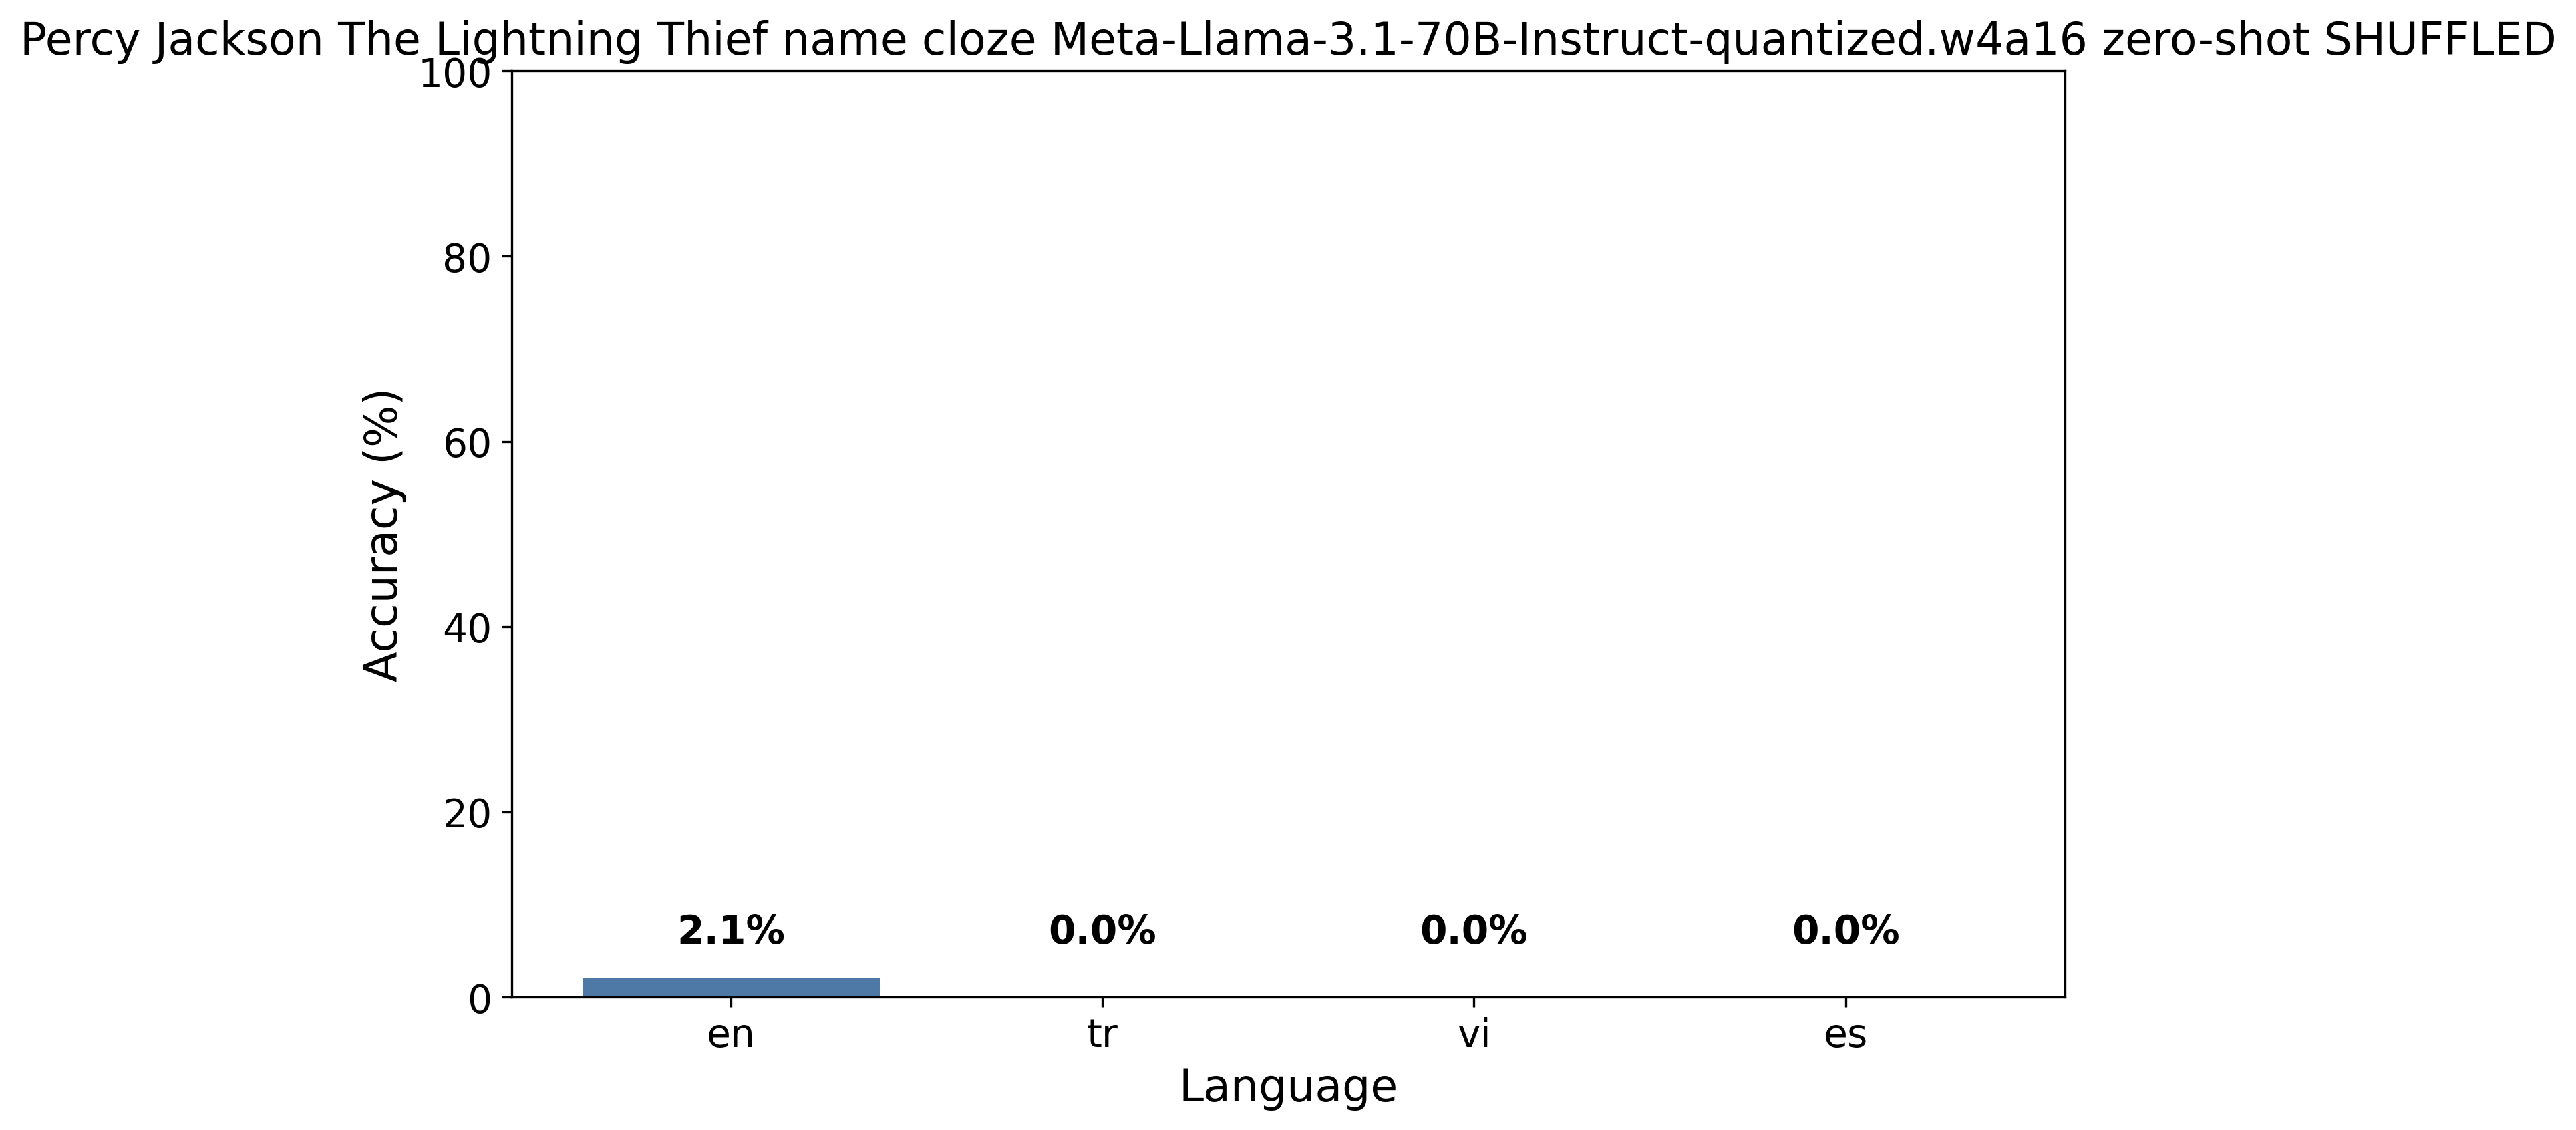 Percy Jackson The Lightning Thief name cloze Meta-Llama-3.1-70B-Instruct-quantized.w4a16 zero-shot SHUFFLED
100
80
60
40
20
0
Accuracy (%)
2.1%
0.0%
0.0%
0.0%
en
tr
vi
es
Language